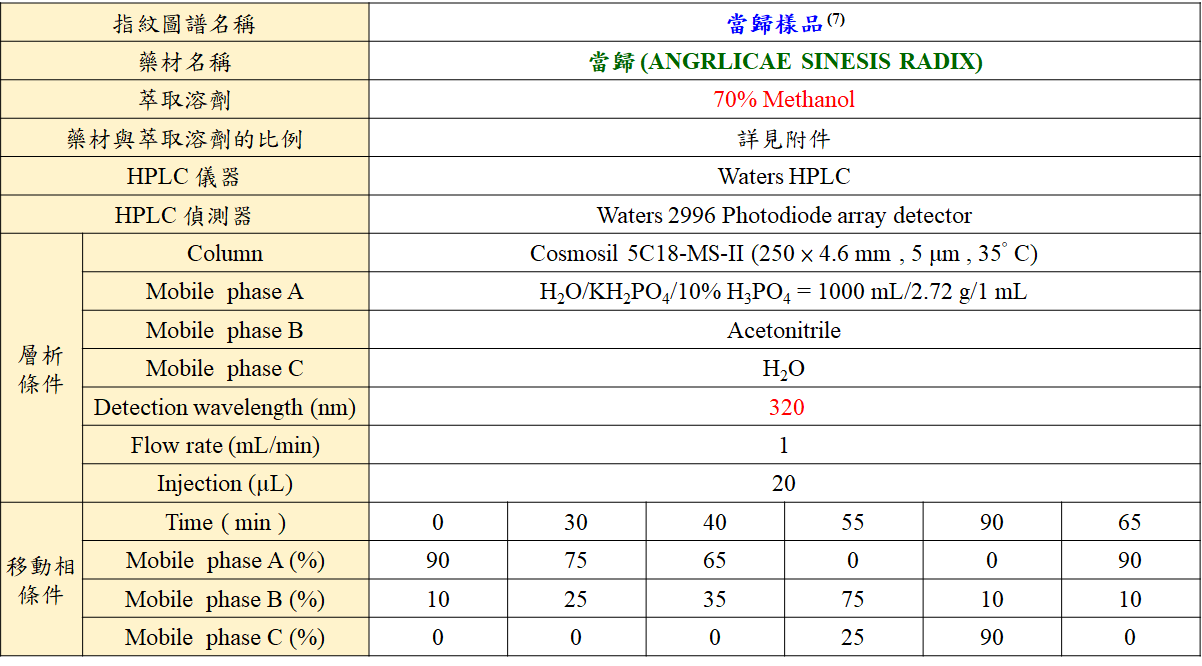 指紋圖譜名稱 當歸樣品(7)
藥材名稱 當歸 (ANGRLICAE SINESIS RADIX)
萃取溶劑 70% Methanol
藥材與萃取溶劑的比例 詳見附件
HPLC 儀器 Waters HPLC
HPLC 偵測器 Waters 2996 Photodiode array detector
層析
條件
Column Cosmosil 5C18-MS-II (250 × 4.6 mm , 5 μm , 35° C)
Mobile phase A H₂O/KH₂PO₄/10% H₃PO₄ = 1000 mL/2.72 g/1 mL
Mobile phase B Acetonitrile
Mobile phase C H₂O
Detection wavelength (nm) 320
Flow rate (mL/min) 1
Injection (μL) 20
移動相
條件
Time ( min ) 0 30 40 55 90 65
Mobile phase A (%) 90 75 65 0 0 90
Mobile phase B (%) 10 25 35 75 10 10
Mobile phase C (%) 0 0 0 25 90 0